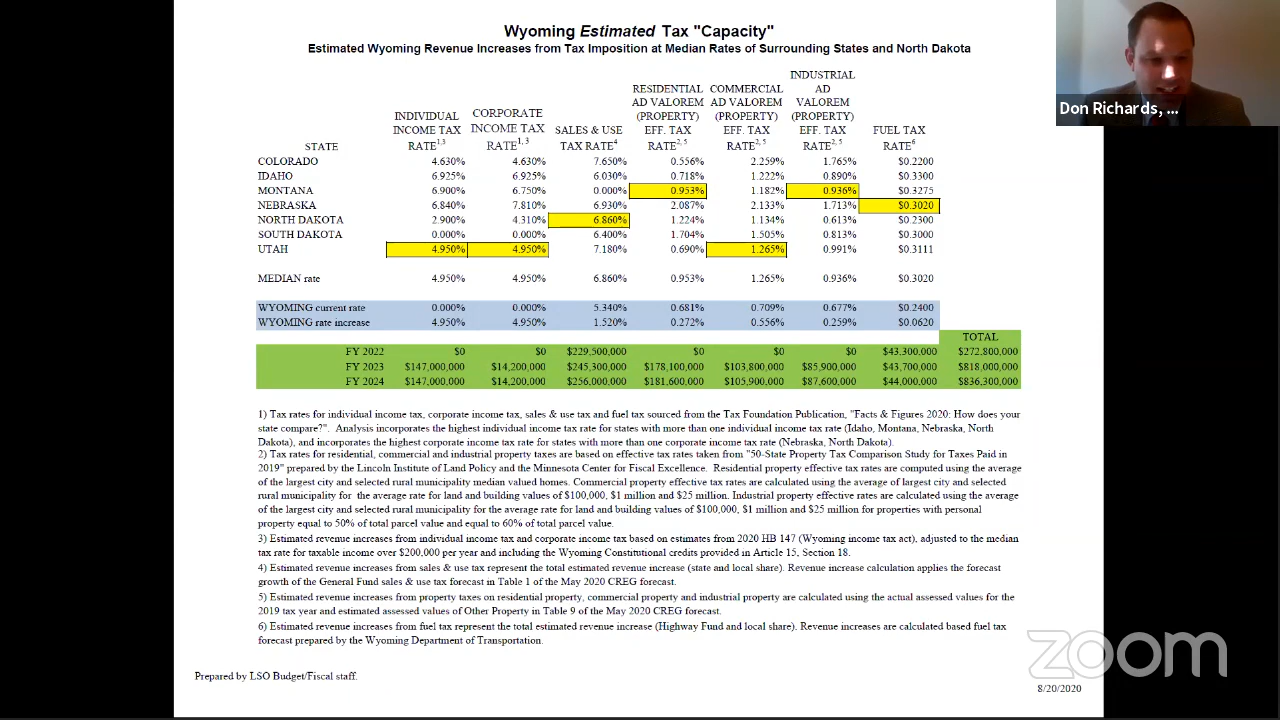 Wyoming Estimated Tax "Capacity"
Estimated Wyoming Revenue Increases from Tax Imposition at Median Rates of Surrounding States and North Dakota
STATE INDIVIDUAL INCOME TAX RATE1,3 CORPORATE INCOME TAX RATE1,3 SALES & USE TAX RATE4 RESIDENTIAL AD VALOREM (PROPERTY) EFF. TAX RATE2,5 COMMERCIAL AD VALOREM (PROPERTY) EFF. TAX RATE2,5 INDUSTRIAL AD VALOREM (PROPERTY) EFF. TAX RATE2,5 FUEL TAX RATE6
COLORADO 4.630% 4.630% 7.650% 0.556% 2.259% 1.765% $0.2200
IDAHO 6.925% 6.925% 6.030% 0.718% 1.222% 0.890% $0.3300
MONTANA 6.900% 6.750% 0.000% 0.953% 1.182% 0.936% $0.3275
NEBRASKA 6.840% 7.810% 6.930% 2.087% 2.133% 1.713% $0.3020
NORTH DAKOTA 2.900% 4.310% 6.860% 1.224% 1.134% 0.613% $0.2300
SOUTH DAKOTA 0.000% 0.000% 6.400% 1.704% 1.505% 0.813% $0.3000
UTAH 4.950% 4.950% 7.180% 0.690% 1.265% 0.991% $0.3111
MEDIAN rate 4.950% 4.950% 6.860% 0.953% 1.265% 0.936% $0.3020
WYOMING current rate 0.000% 0.000% 5.340% 0.681% 0.709% 0.677% $0.2400
WYOMING rate increase 4.950% 4.950% 1.520% 0.272% 0.556% 0.259% $0.0620
TOTAL
FY 2022 $0 $0 $229,500,000 $0 $0 $0 $43,300,000 $272,800,000
FY 2023 $147,000,000 $14,200,000 $245,300,000 $178,100,000 $103,800,000 $85,900,000 $43,700,000 $818,000,000
FY 2024 $147,000,000 $14,200,000 $256,000,000 $181,600,000 $105,900,000 $87,600,000 $44,000,000 $836,300,000
1) Tax rates for individual income tax, corporate income tax, sales & use tax and fuel tax sourced from the Tax Foundation Publication, "Facts & Figures 2020: How does your
state compare?". Analysis incorporates the highest individual income tax rate for states with more than one individual income tax rate (Idaho, Montana, Nebraska, North
Dakota), and incorporates the highest corporate income tax rate for states with more than one corporate income tax rate (Nebraska, North Dakota).
2) Tax rates for residential, commercial and industrial property taxes are based on effective tax rates taken from "50-State Property Tax Comparison Study for Taxes Paid in
2019" prepared by the Lincoln Institute of Land Policy and the Minnesota Center for Fiscal Excellence. Residential property effective tax rates are computed using the average
of the largest city and selected rural municipality median valued homes. Commercial property effective tax rates are calculated using the average of largest city and selected
rural municipality for the average rate for land and building values of $100,000, $1 million and $25 million. Industrial property effective rates are calculated using the average
of the largest city and selected rural municipality for the average rate for land and building values of $100,000, $1 million and $25 million for properties with personal
property equal to 50% of total parcel value and equal to 60% of total parcel value.
3) Estimated revenue increases from individual income tax and corporate income tax based on estimates from 2020 HB 147 (Wyoming income tax act), adjusted to the median
tax rate for taxable income over $200,000 per year and including the Wyoming Constitutional credits provided in Article 15, Section 18.
4) Estimated revenue increases from sales & use tax represent the total estimated revenue increase (state and local share). Revenue increase calculation applies the forecast
growth of the General Fund sales & use tax forecast in Table 1 of the May 2020 CREG forecast.
5) Estimated revenue increases from property taxes on residential property, commercial property and industrial property are calculated using the actual assessed values for the
2019 tax year and estimated assessed values of Other Property in Table 9 of the May 2020 CREG forecast.
6) Estimated revenue increases from fuel tax represent the total estimated revenue increase (Highway Fund and local share). Revenue increases are calculated based fuel tax
forecast prepared by the Wyoming Department of Transportation.
Prepared by LSO Budget/Fiscal staff.
8/20/2020
Don Richards, ...
zoom